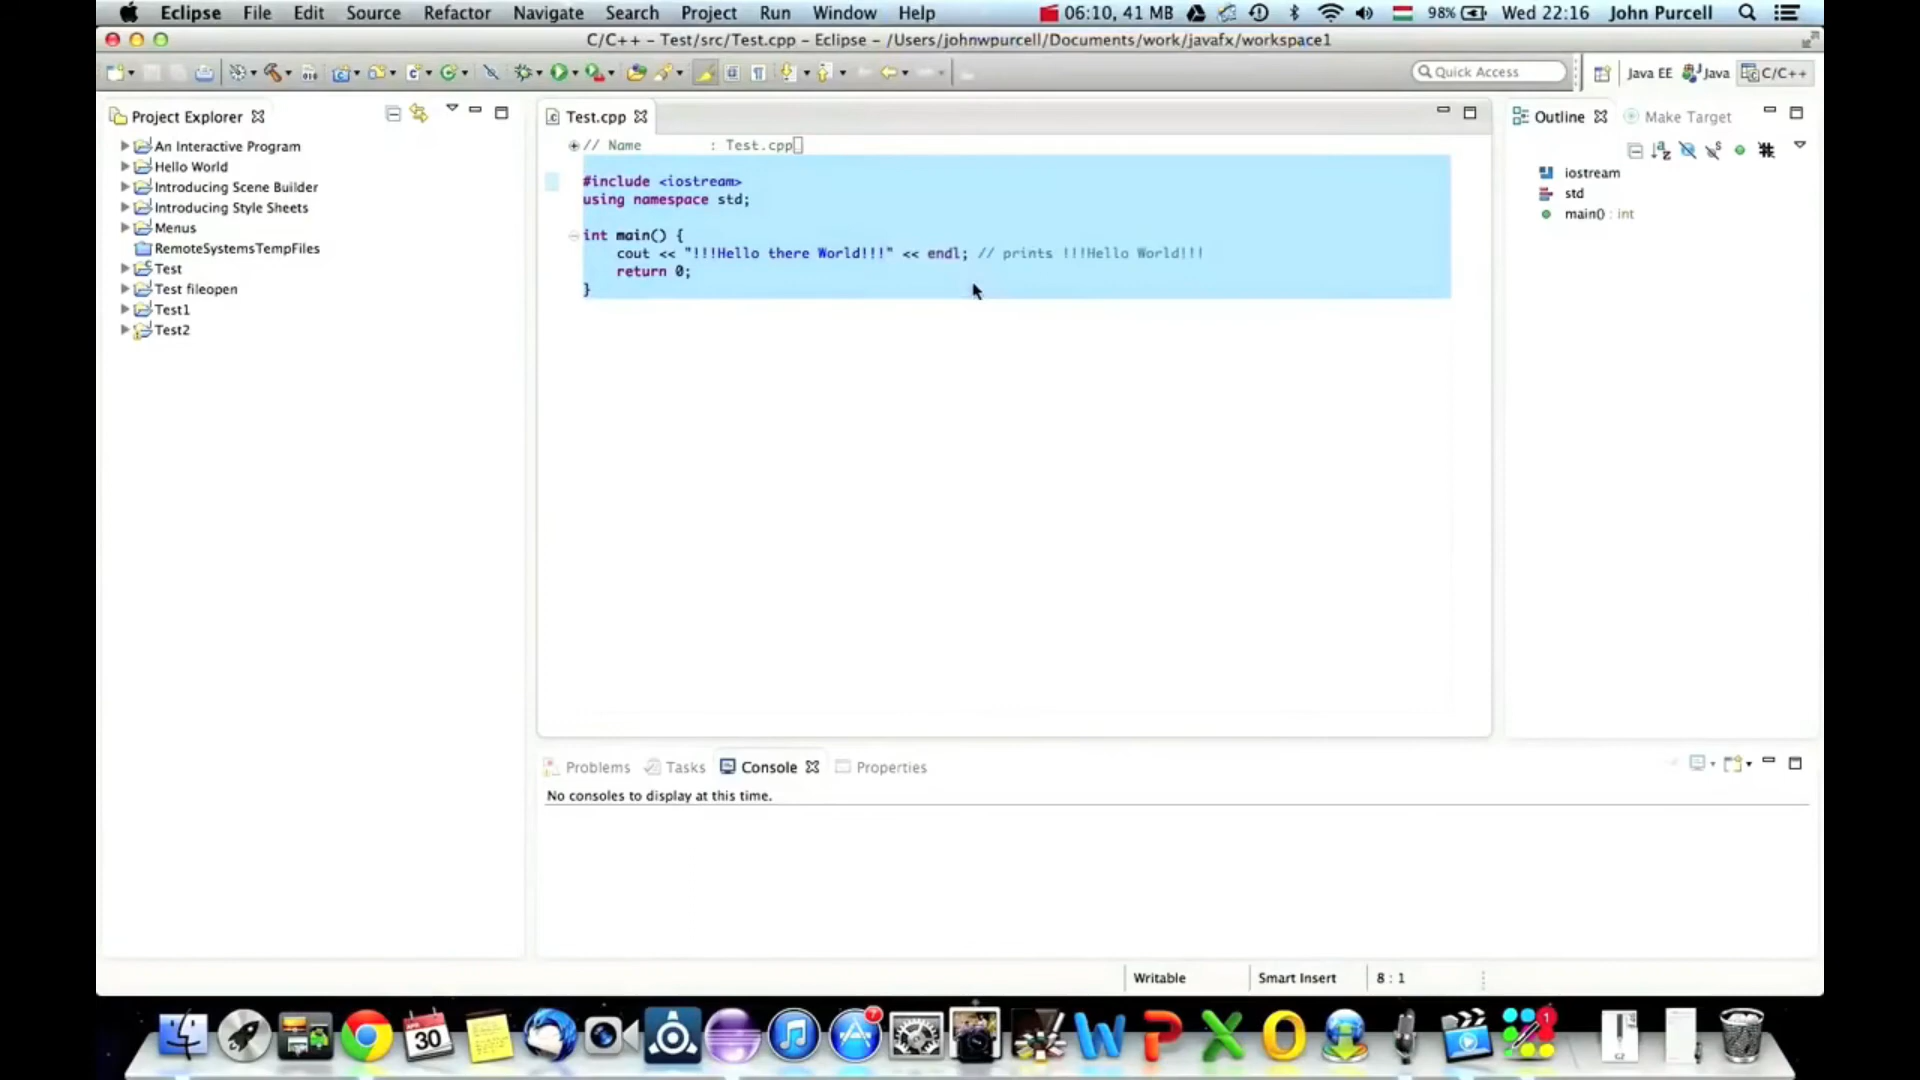 Eclipse File Edit Source Refactor Navigate Search Project Run Window Help 06:10, 41 MB 98% Wed 22:16 John Purcell
C/C++ - Test/src/Test.cpp - Eclipse - /Users/johnwpurcell/Documents/work/javafx/workspace1
Quick Access Java EE Java C/C++
Project Explorer
An Interactive Program
Hello World
Introducing Scene Builder
Introducing Style Sheets
Menus
RemoteSystemsTempFiles
Test
Test fileopen
Test1
Test2
Test.cpp
// Name : Test.cpp
#include <iostream>
using namespace std;
int main() {
cout << "!!!Hello there World!!!" << endl; // prints !!!Hello World!!!
return 0;
}
Outline Make Target
iostream
std
main() : int
Problems Tasks Console Properties
No consoles to display at this time.
Writable Smart Insert 8 : 1
30
7
1